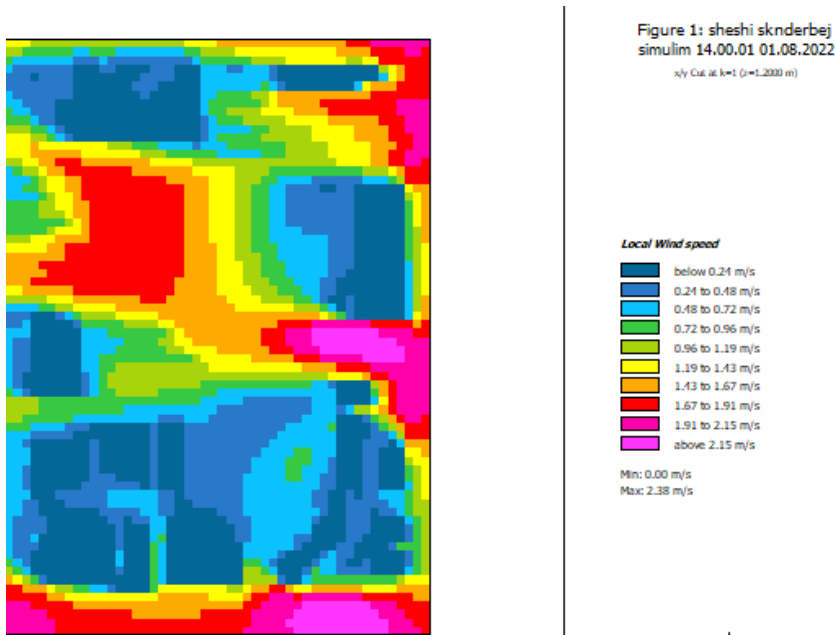 Figure 1: sheshi sknderbej
simulim 14.00.01 01.08.2022
x/y Cut at k=1 (z=1.2000 m)
Local Wind speed
below 0.24 m/s
0.24 to 0.48 m/s
0.48 to 0.72 m/s
0.72 to 0.96 m/s
0.96 to 1.19 m/s
1.19 to 1.43 m/s
1.43 to 1.67 m/s
1.67 to 1.91 m/s
1.91 to 2.15 m/s
above 2.15 m/s
Min: 0.00 m/s
Max: 2.38 m/s